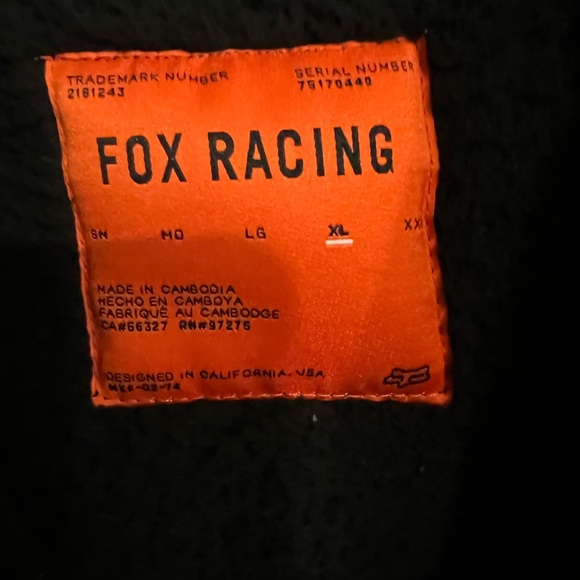 TRADEMARK NUMBER SERIAL NUMBER
2181243 75170440
FOX RACING
SM MD LG XL XX
MADE IN CAMBODIA
HECHO EN CAMBOYA
FABRIQUÉ AU CAMBODGE
CA#56327 RN#97275
DESIGNED IN CALIFORNIA. USA